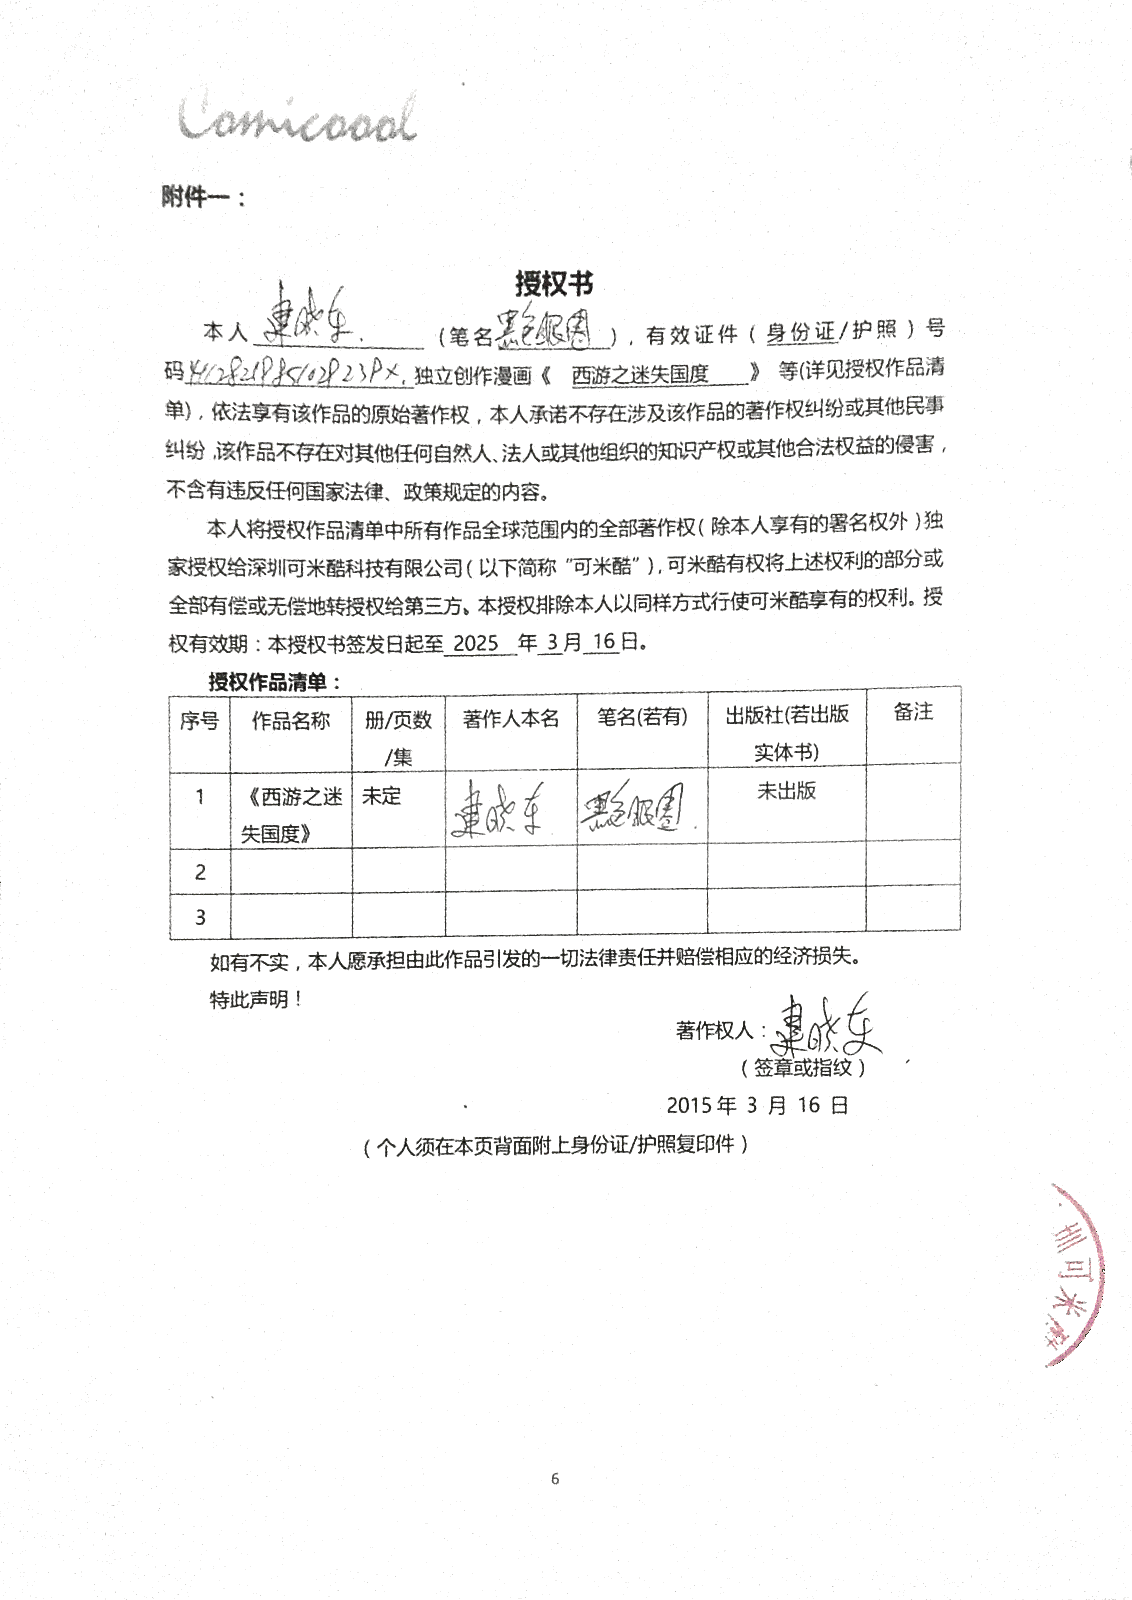 Comicoool
附件一：
授权书
本人 (笔名黑色眼圈)，有效证件(身份证/护照)号
码 独立创作漫画《 西游之迷失国度 》 等(详见授权作品清
单)，依法享有该作品的原始著作权，本人承诺不存在涉及该作品的著作权纠纷或其他民事
纠纷，该作品不存在对其他任何自然人、法人或其他组织的知识产权或其他合法权益的侵害，
不含有违反任何国家法律、政策规定的内容。
本人将授权作品清单中所有作品全球范围内的全部著作权(除本人享有的署名权外)独
家授权给深圳可米酷科技有限公司(以下简称“可米酷”)，可米酷有权将上述权利的部分或
全部有偿或无偿地转授权给第三方。本授权排除本人以同样方式行使可米酷享有的权利。授
权有效期：本授权书签发日起至 2025 年 3 月 16 日。
授权作品清单：
序号 作品名称 册/页数 著作人本名 笔名(若有) 出版社(若出版 备注
/集 实体书)
1 《西游之迷 未定 晓东 黑色眼圈 未出版
失国度》
2
3
如有不实，本人愿承担由此作品引发的一切法律责任并赔偿相应的经济损失。
特此声明！
著作权人： 晓东
(签章或指纹)
2015 年 3 月 16 日
(个人须在本页背面附上身份证/护照复印件)
圳可米酷
6